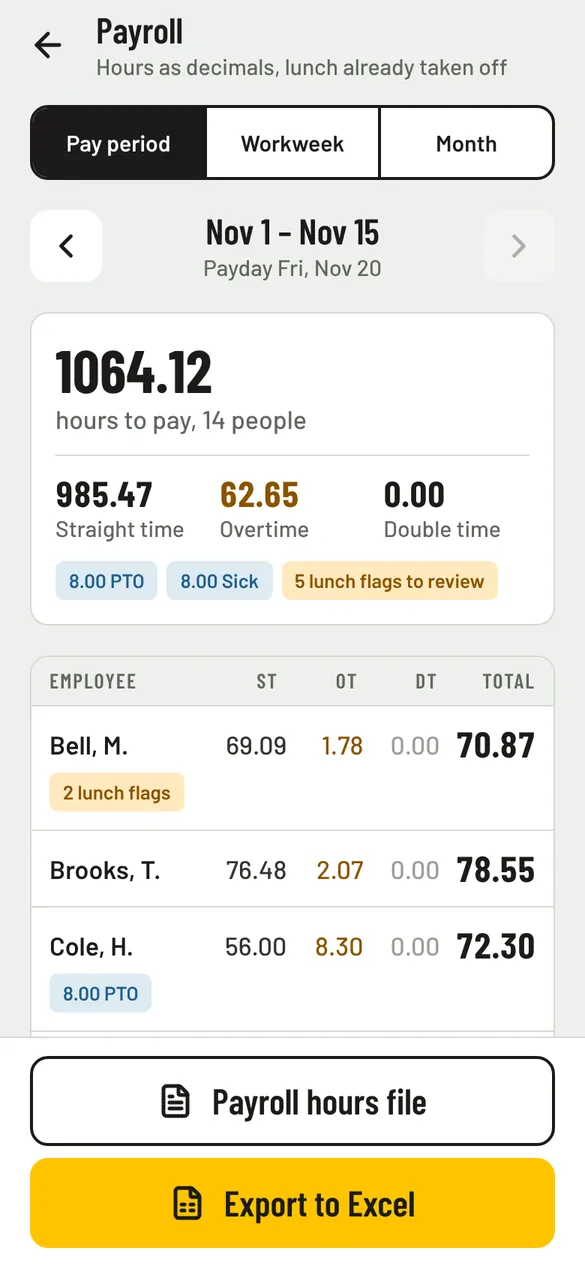 Payroll
Hours as decimals, lunch already taken off
Pay period Workweek Month
Nov 1 – Nov 15
Payday Fri, Nov 20
1064.12
hours to pay, 14 people
985.47 62.65 0.00
Straight time Overtime Double time
8.00 PTO 8.00 Sick 5 lunch flags to review
EMPLOYEE ST OT DT TOTAL
Bell, M. 69.09 1.78 0.00 70.87
2 lunch flags
Brooks, T. 76.48 2.07 0.00 78.55
Cole, H. 56.00 8.30 0.00 72.30
8.00 PTO
Payroll hours file
Export to Excel